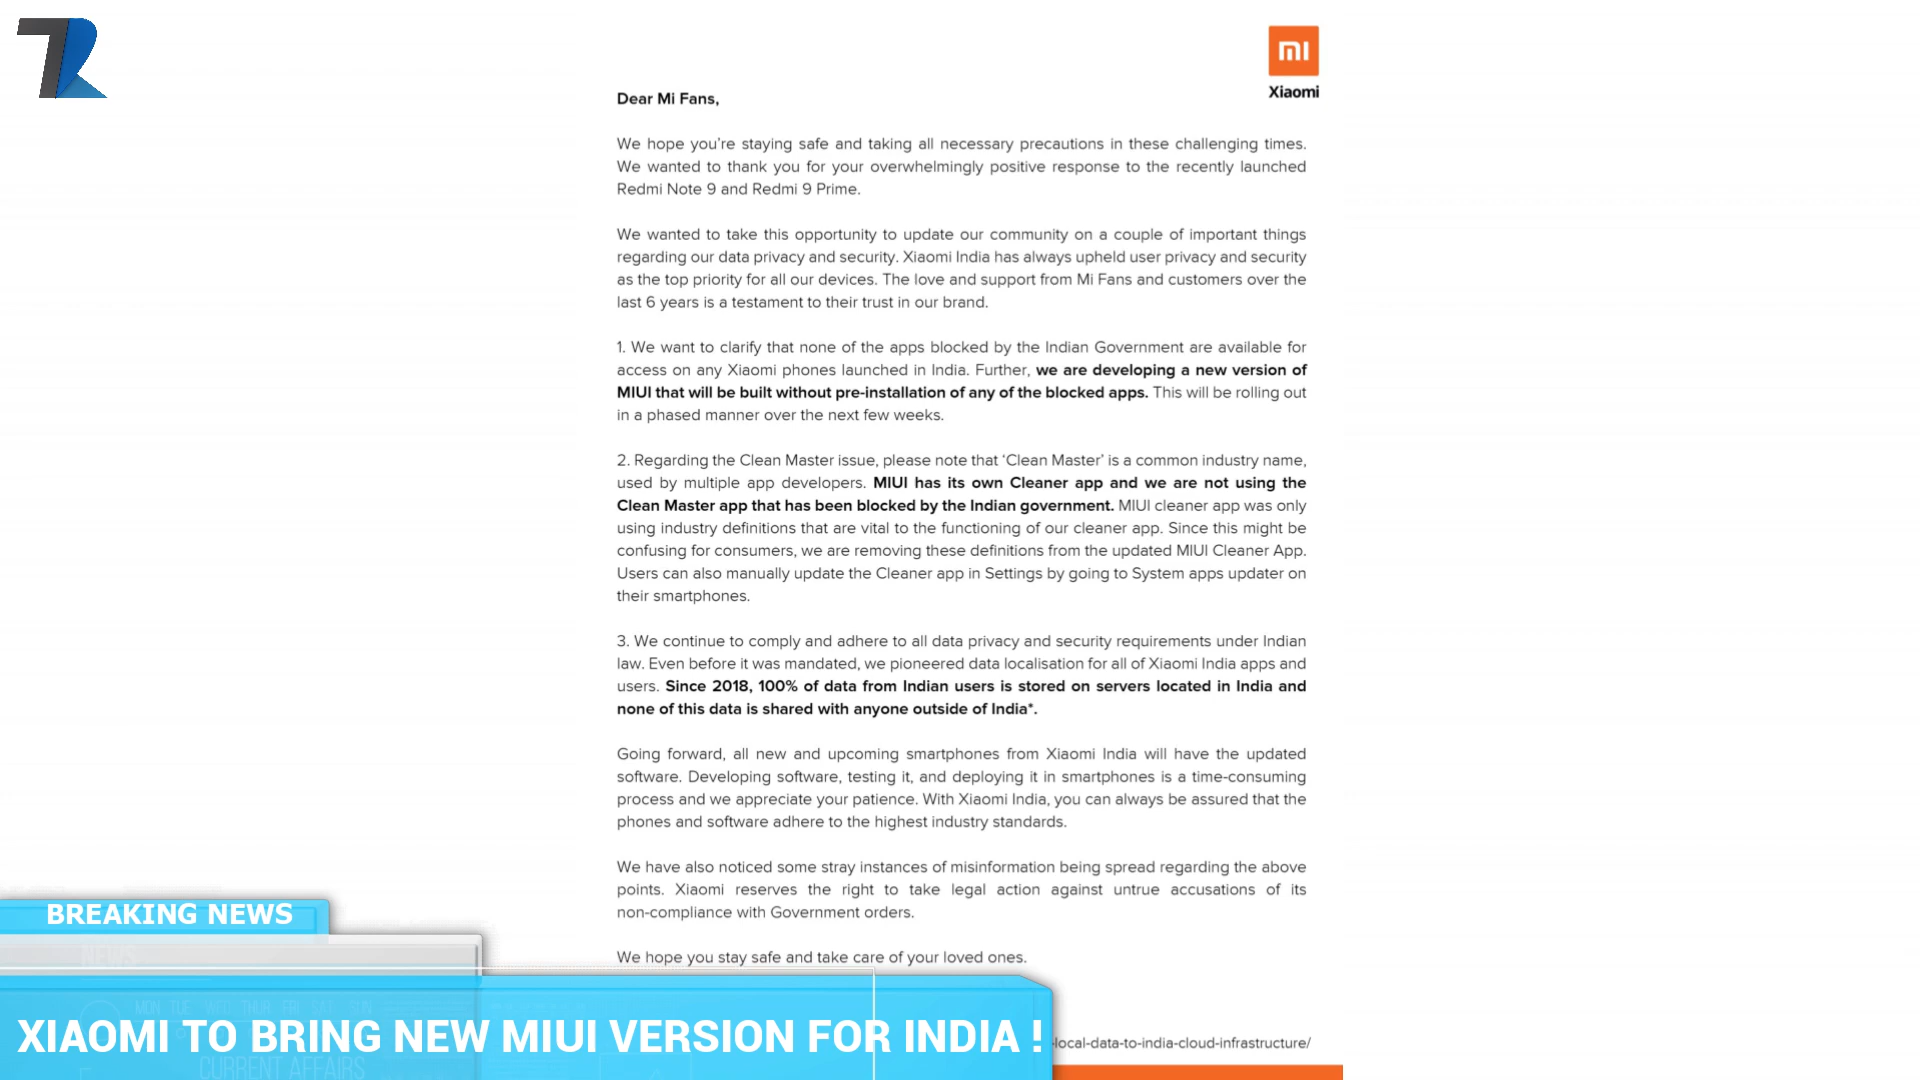 Xiaomi
Dear Mi Fans,
We hope you're staying safe and taking all necessary precautions in these challenging times.
We wanted to thank you for your overwhelmingly positive response to the recently launched
Redmi Note 9 and Redmi 9 Prime.
We wanted to take this opportunity to update our community on a couple of important things
regarding our data privacy and security. Xiaomi India has always upheld user privacy and security
as the top priority for all our devices. The love and support from Mi Fans and customers over the
last 6 years is a testament to their trust in our brand.
1. We want to clarify that none of the apps blocked by the Indian Government are available for
access on any Xiaomi phones launched in India. Further, we are developing a new version of
MIUI that will be built without pre-installation of any of the blocked apps. This will be rolling out
in a phased manner over the next few weeks.
2. Regarding the Clean Master issue, please note that ‘Clean Master’ is a common industry name,
used by multiple app developers. MIUI has its own Cleaner app and we are not using the
Clean Master app that has been blocked by the Indian government. MIUI cleaner app was only
using industry definitions that are vital to the functioning of our cleaner app. Since this might be
confusing for consumers, we are removing these definitions from the updated MIUI Cleaner App.
Users can also manually update the Cleaner app in Settings by going to System apps updater on
their smartphones.
3. We continue to comply and adhere to all data privacy and security requirements under Indian
law. Even before it was mandated, we pioneered data localisation for all of Xiaomi India apps and
users. Since 2018, 100% of data from Indian users is stored on servers located in India and
none of this data is shared with anyone outside of India*.
Going forward, all new and upcoming smartphones from Xiaomi India will have the updated
software. Developing software, testing it, and deploying it in smartphones is a time-consuming
process and we appreciate your patience. With Xiaomi India, you can always be assured that the
phones and software adhere to the highest industry standards.
We have also noticed some stray instances of misinformation being spread regarding the above
points. Xiaomi reserves the right to take legal action against untrue accusations of its
non-compliance with Government orders.
We hope you stay safe and take care of your loved ones.
BREAKING NEWS
NEWS
MON TUE WED THUR FRI SAT SUN
XIAOMI TO BRING NEW MIUI VERSION FOR INDIA !
-local-data-to-india-cloud-infrastructure/
CURRENT AFFAIRS